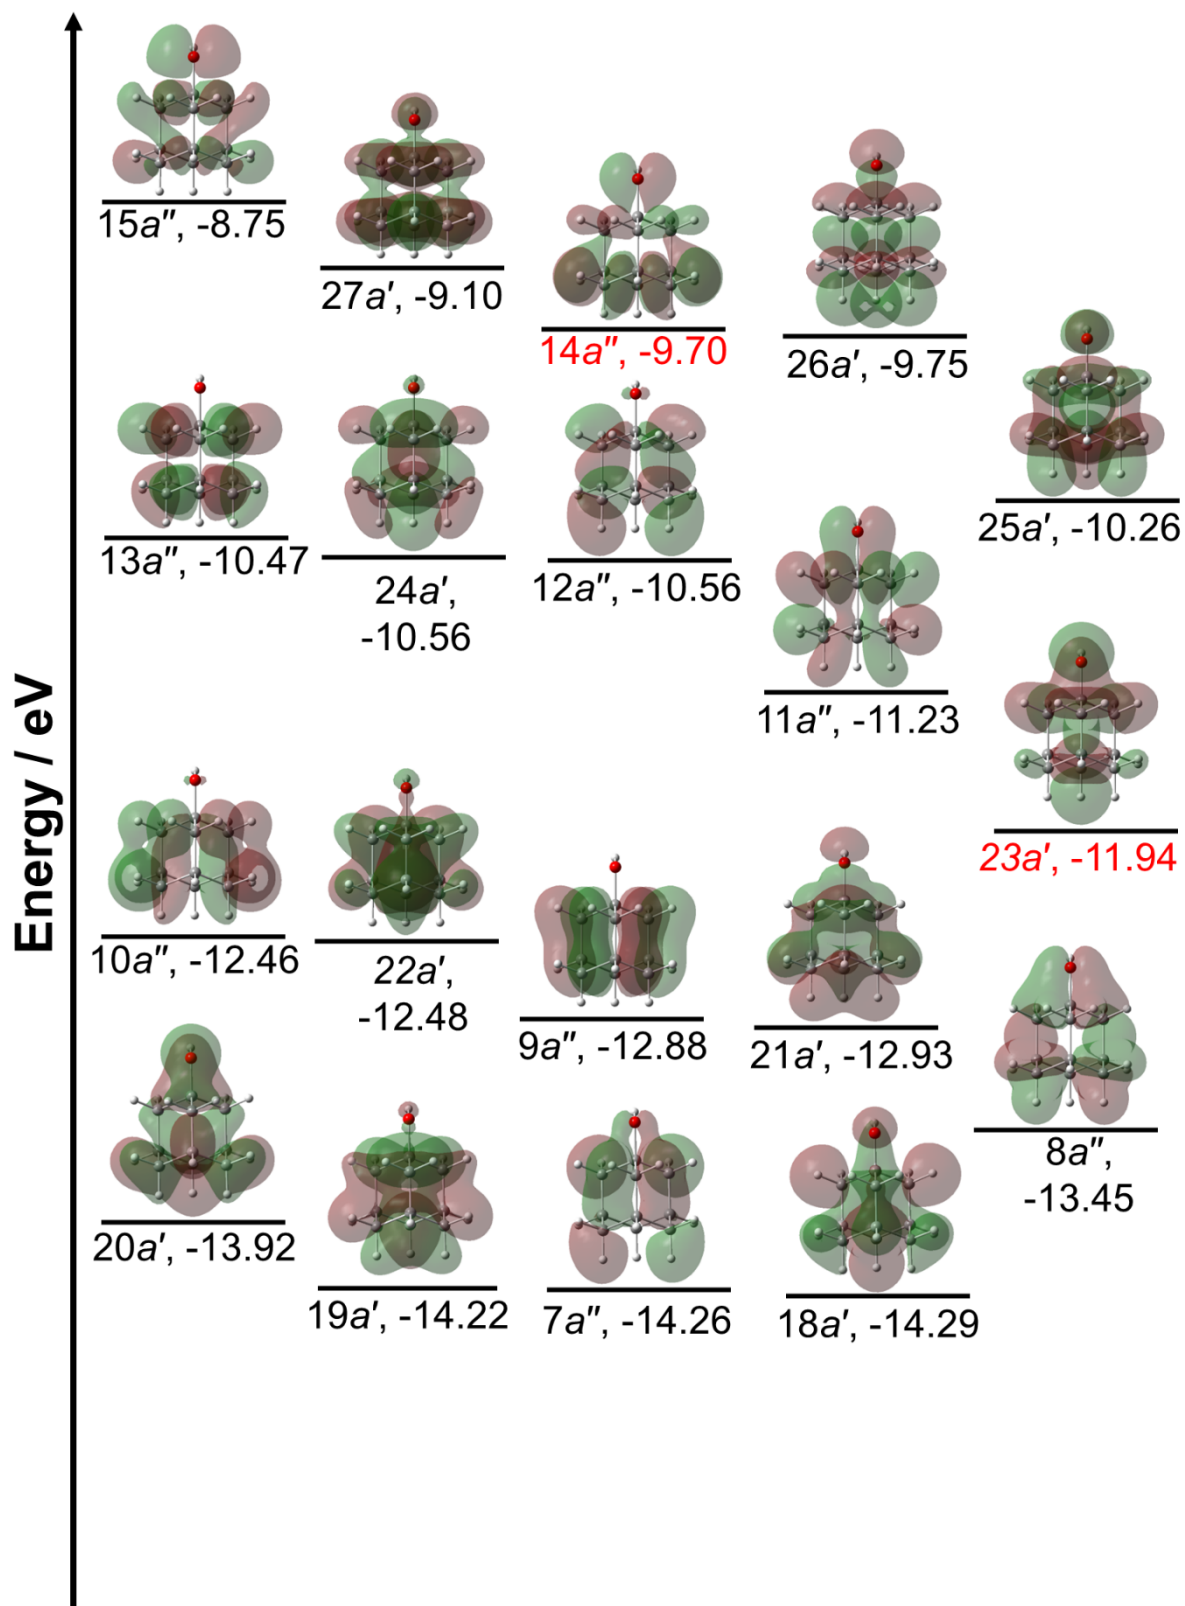 Energy / eV
15a″, -8.75
27a′, -9.10
14a″, -9.70
26a′, -9.75
25a′, -10.26
13a″, -10.47
24a′,
-10.56
12a″, -10.56
11a″, -11.23
23a′, -11.94
10a″, -12.46
22a′,
-12.48
9a″, -12.88
21a′, -12.93
8a″,
-13.45
20a′, -13.92
19a′, -14.22
7a″, -14.26
18a′, -14.29